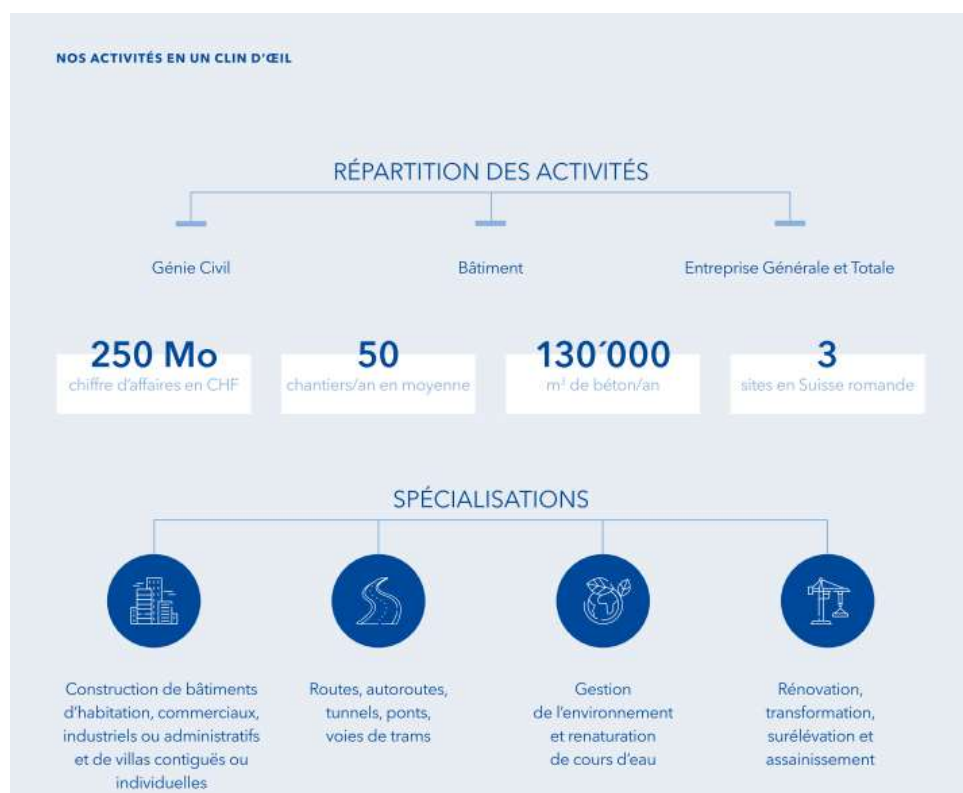 NOS ACTIVITÉS EN UN CLIN D'ŒIL
RÉPARTITION DES ACTIVITÉS
Génie Civil
Bâtiment
Entreprise Générale et Totale
250 Mo
chiffre d'affaires en CHF
50
chantiers/an en moyenne
130´000
m³ de béton/an
3
sites en Suisse romande
SPÉCIALISATIONS
Construction de bâtiments
d'habitation, commerciaux,
industriels ou administratifs
et de villas contiguës ou
individuelles
Routes, autoroutes,
tunnels, ponts,
voies de trams
Gestion
de l'environnement
et renaturation
de cours d'eau
Rénovation,
transformation,
surélévation et
assainissement